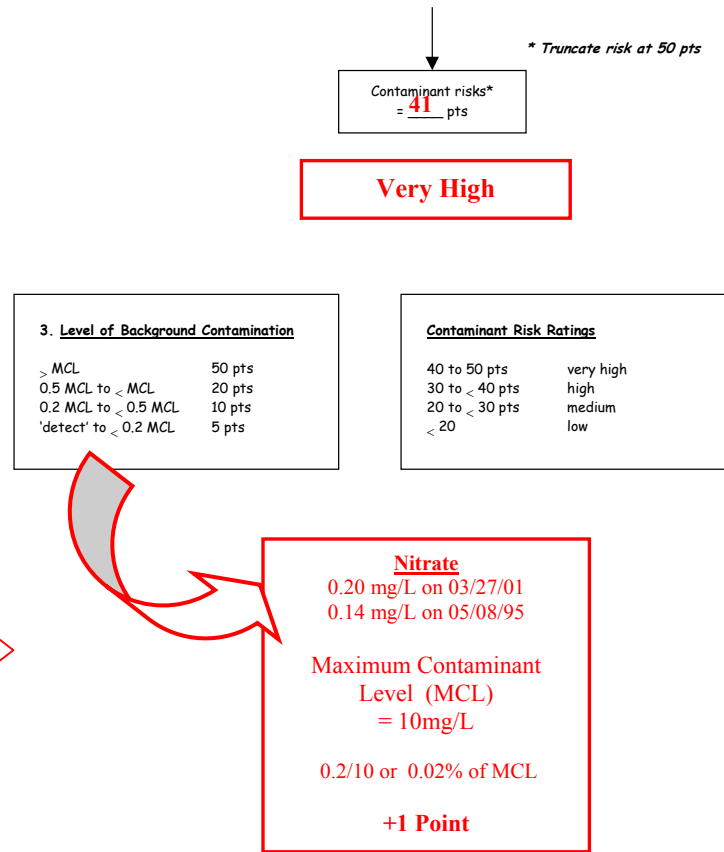 * Truncate risk at 50 pts
Contaminant risks*
= 41 pts
Very High
3. Level of Background Contamination
> MCL 50 pts
0.5 MCL to < MCL 20 pts
0.2 MCL to < 0.5 MCL 10 pts
'detect' to < 0.2 MCL 5 pts
Contaminant Risk Ratings
40 to 50 pts very high
30 to < 40 pts high
20 to < 30 pts medium
< 20 low
Nitrate
0.20 mg/L on 03/27/01
0.14 mg/L on 05/08/95
Maximum Contaminant
Level (MCL)
= 10mg/L
0.2/10 or 0.02% of MCL
+1 Point